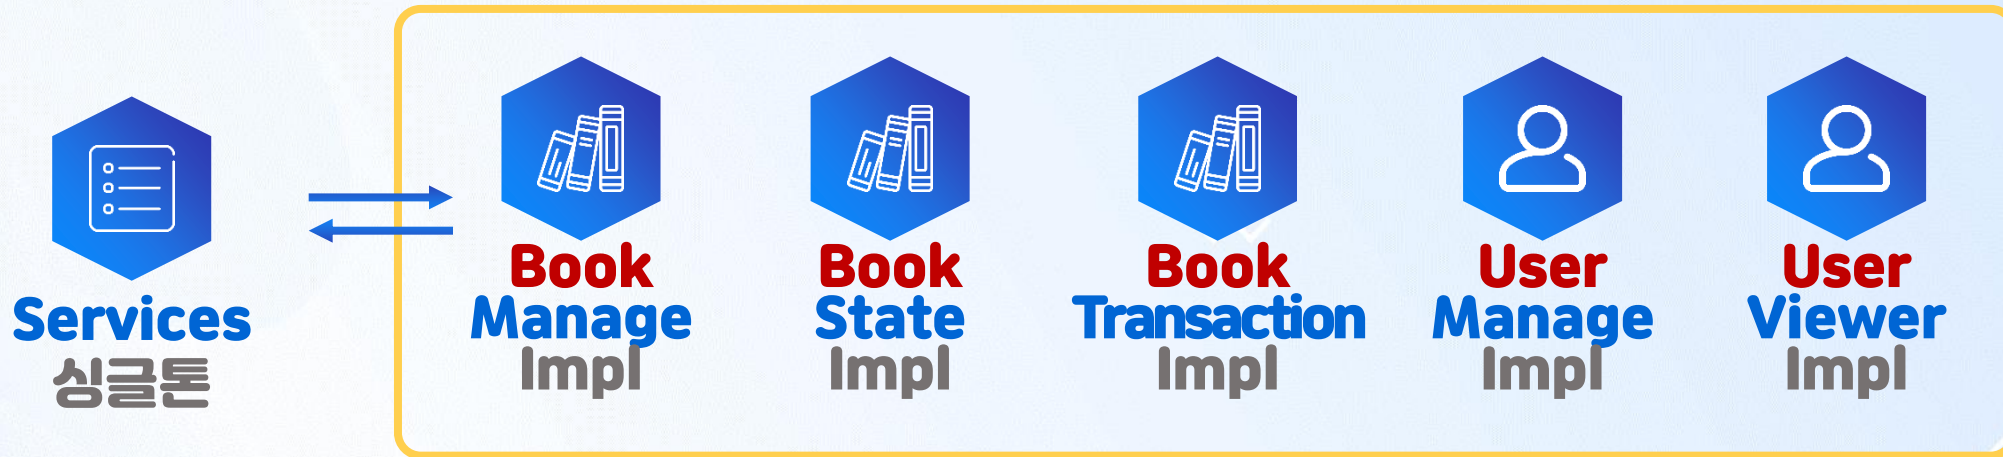 Services
싱글톤
Book
Manage
Impl
Book
State
Impl
Book
Transaction
Impl
User
Manage
Impl
User
Viewer
Impl